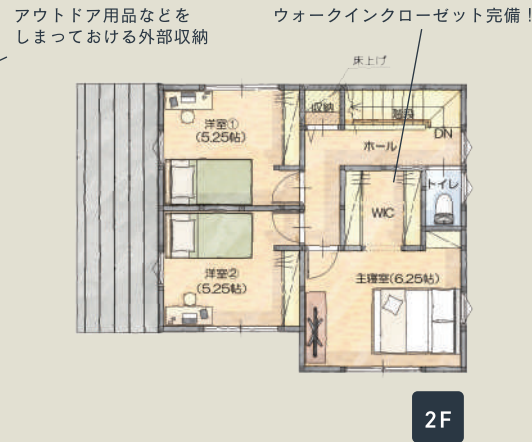 アウトドア用品などを
しまっておける外部収納
ウォークインクローゼット完備！
床上げ
収納
階段
DN
洋室①
(5.25帖)
ホール
トイレ
WIC
洋室②
(5.25帖)
主寝室(6.25帖)
2F